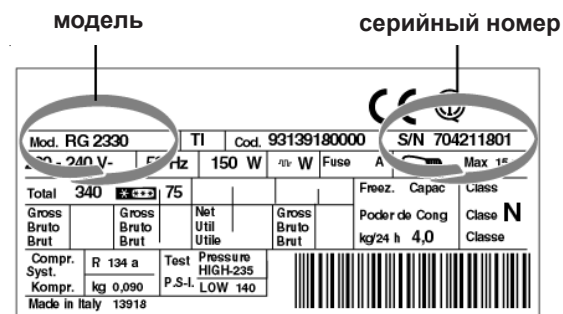 модель серийный номер
Mod. RG 2330 TI Cod. 93139180000 S/N 704211801
240 V- Hz 150 W W Fuse A Max 15
Total 340 75 Freez. Capac Class
Gross Gross Net Gross Poder de Cong Clase N
Bruto Bruto Util Bruto
Brut Brut Utile Brut kg/24 h 4,0 Classe
Compr. R 134 a Test Pressure
Syst. HIGH-235
Kompr. kg 0,090 P.S-I. LOW 140
Made in Italy 13918